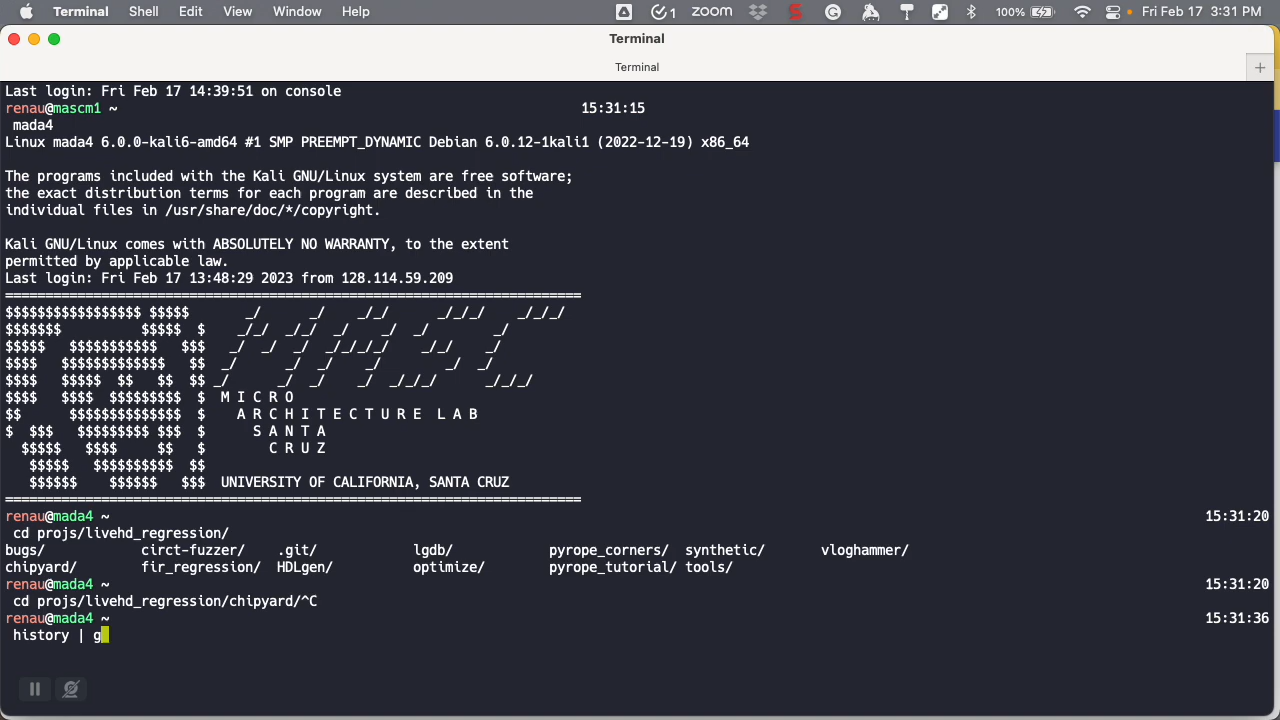 Terminal Shell Edit View Window Help 1 zoom S 100% Fri Feb 17 3:31 PM
Terminal
Terminal
Last login: Fri Feb 17 14:39:51 on console
renau@mascm1 ~ 15:31:15
mada4
Linux mada4 6.0.0-kali6-amd64 #1 SMP PREEMPT_DYNAMIC Debian 6.0.12-1kali1 (2022-12-19) x86_64
The programs included with the Kali GNU/Linux system are free software;
the exact distribution terms for each program are described in the
individual files in /usr/share/doc/*/copyright.
Kali GNU/Linux comes with ABSOLUTELY NO WARRANTY, to the extent
permitted by applicable law.
Last login: Fri Feb 17 13:48:29 2023 from 128.114.59.209
========================================================================
$$$$$$$$$$$$$$$$$ $$$$$       _/      _/    _/_/      _/_/_/   _/_/_/
$$$$$$$          $$$$$  $    _/_/  _/_/  _/    _/  _/        _/
$$$$$   $$$$$$$$$$$   $$$   _/  _/  _/  _/_/_/_/    _/_/    _/
$$$$   $$$$$$$$$$$$$   $$  _/      _/  _/    _/        _/  _/
$$$$   $$$$$  $$   $$  $$ _/      _/  _/    _/  _/_/_/      _/_/_/
$$$$   $$$$  $$$$$$$$$  $  M I C R O
$$      $$$$$$$$$$$$$$  $    A R C H I T E C T U R E  L A B
$  $$$   $$$$$$$$$ $$$  $      S A N T A
  $$$$$   $$$$     $$   $        C R U Z
   $$$$$   $$$$$$$$$$  $$
   $$$$$$    $$$$$$   $$$  UNIVERSITY OF CALIFORNIA, SANTA CRUZ
========================================================================
renau@mada4 ~ 15:31:20
cd projs/livehd_regression/
bugs/ circt-fuzzer/ .git/ lgdb/ pyrope_corners/ synthetic/ vloghammer/
chipyard/ fir_regression/ HDLgen/ optimize/ pyrope_tutorial/ tools/
renau@mada4 ~ 15:31:20
cd projs/livehd_regression/chipyard/^C
renau@mada4 ~ 15:31:36
history | g